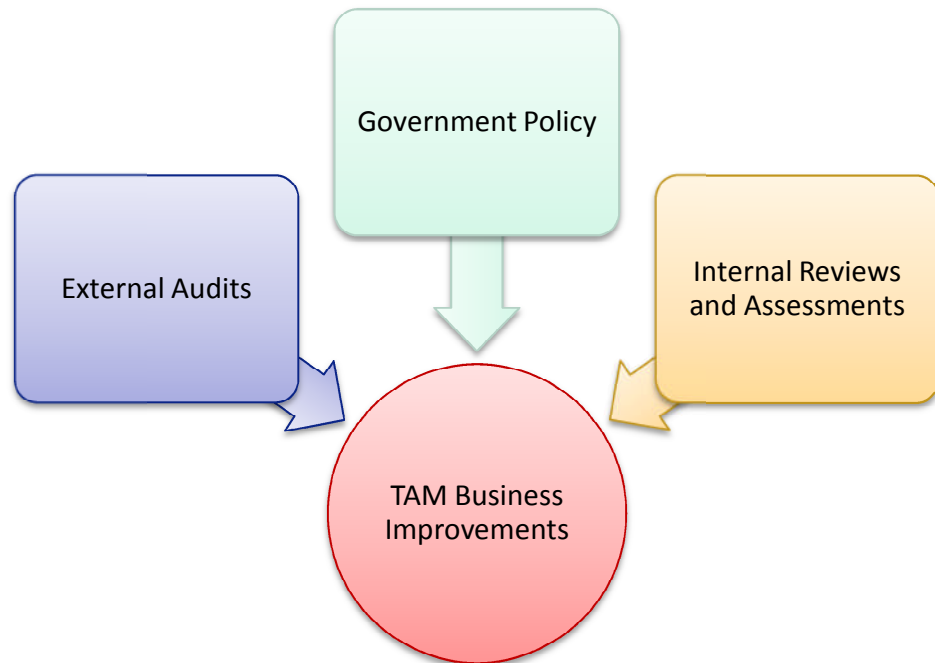 Government Policy
External Audits
Internal Reviews
and Assessments
TAM Business
Improvements